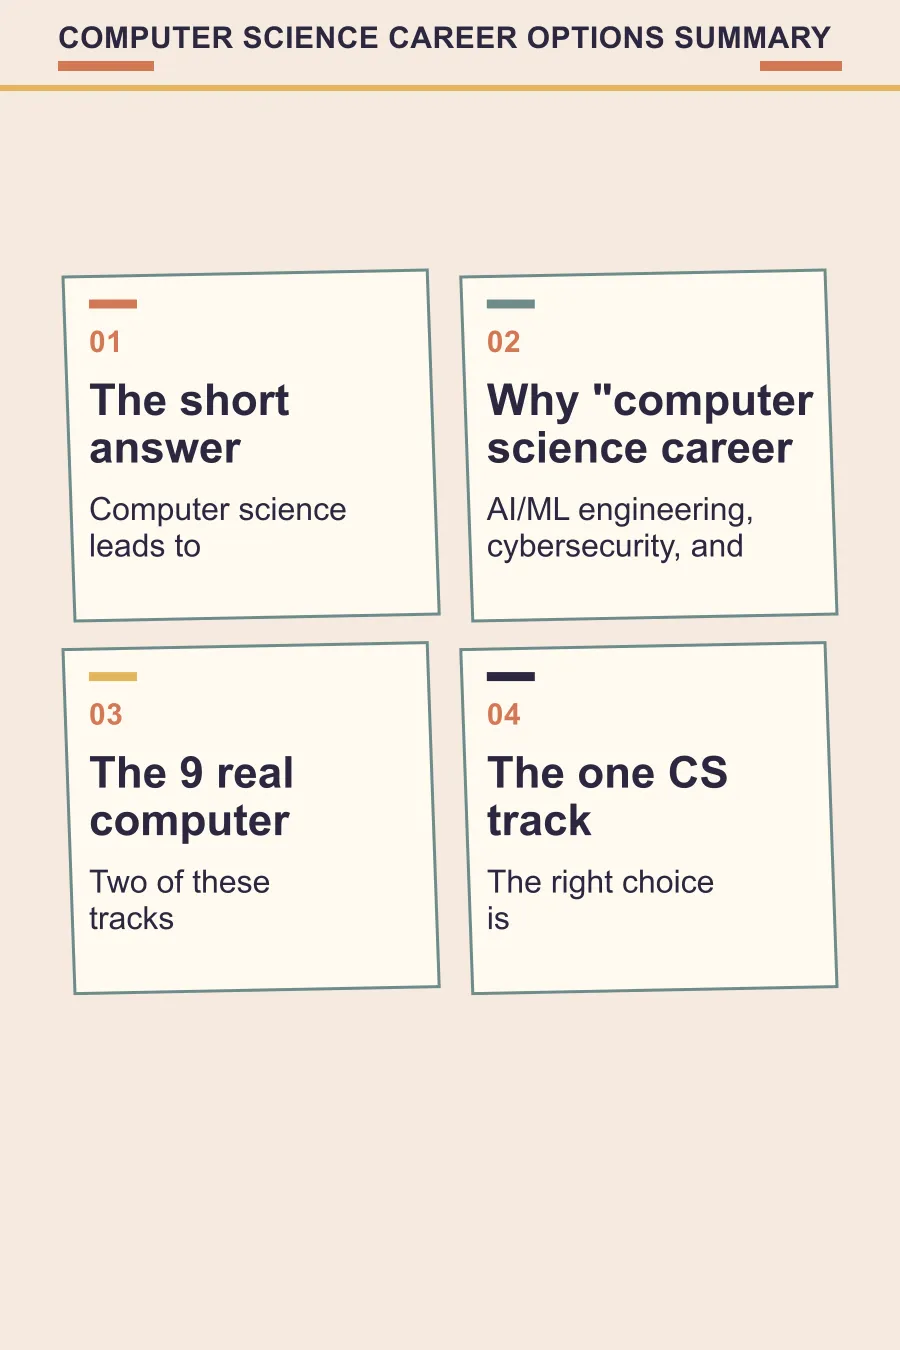 COMPUTER SCIENCE CAREER OPTIONS SUMMARY
01
The short
answer
Computer science
leads to
02
Why "computer
science career
AI/ML engineering,
cybersecurity, and
03
The 9 real
computer
Two of these
tracks
04
The one CS
track
The right choice
is